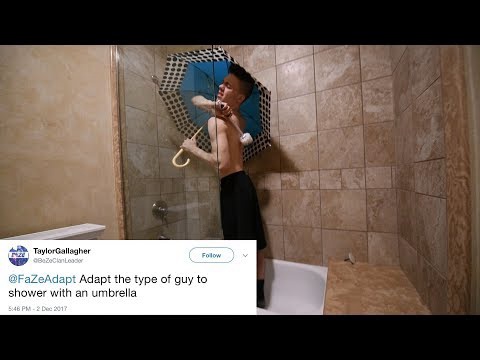 TaylorGallagher
@BeZeClanLeader
Follow
@FaZeAdapt Adapt the type of guy to
shower with an umbrella
5:46 PM - 2 Dec 2017